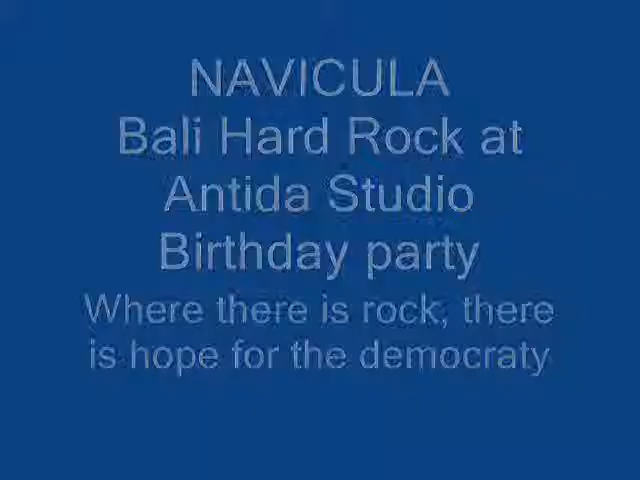 NAVICULA
Bali Hard Rock at
Antida Studio
Birthday party
Where there is rock, there
is hope for the democraty